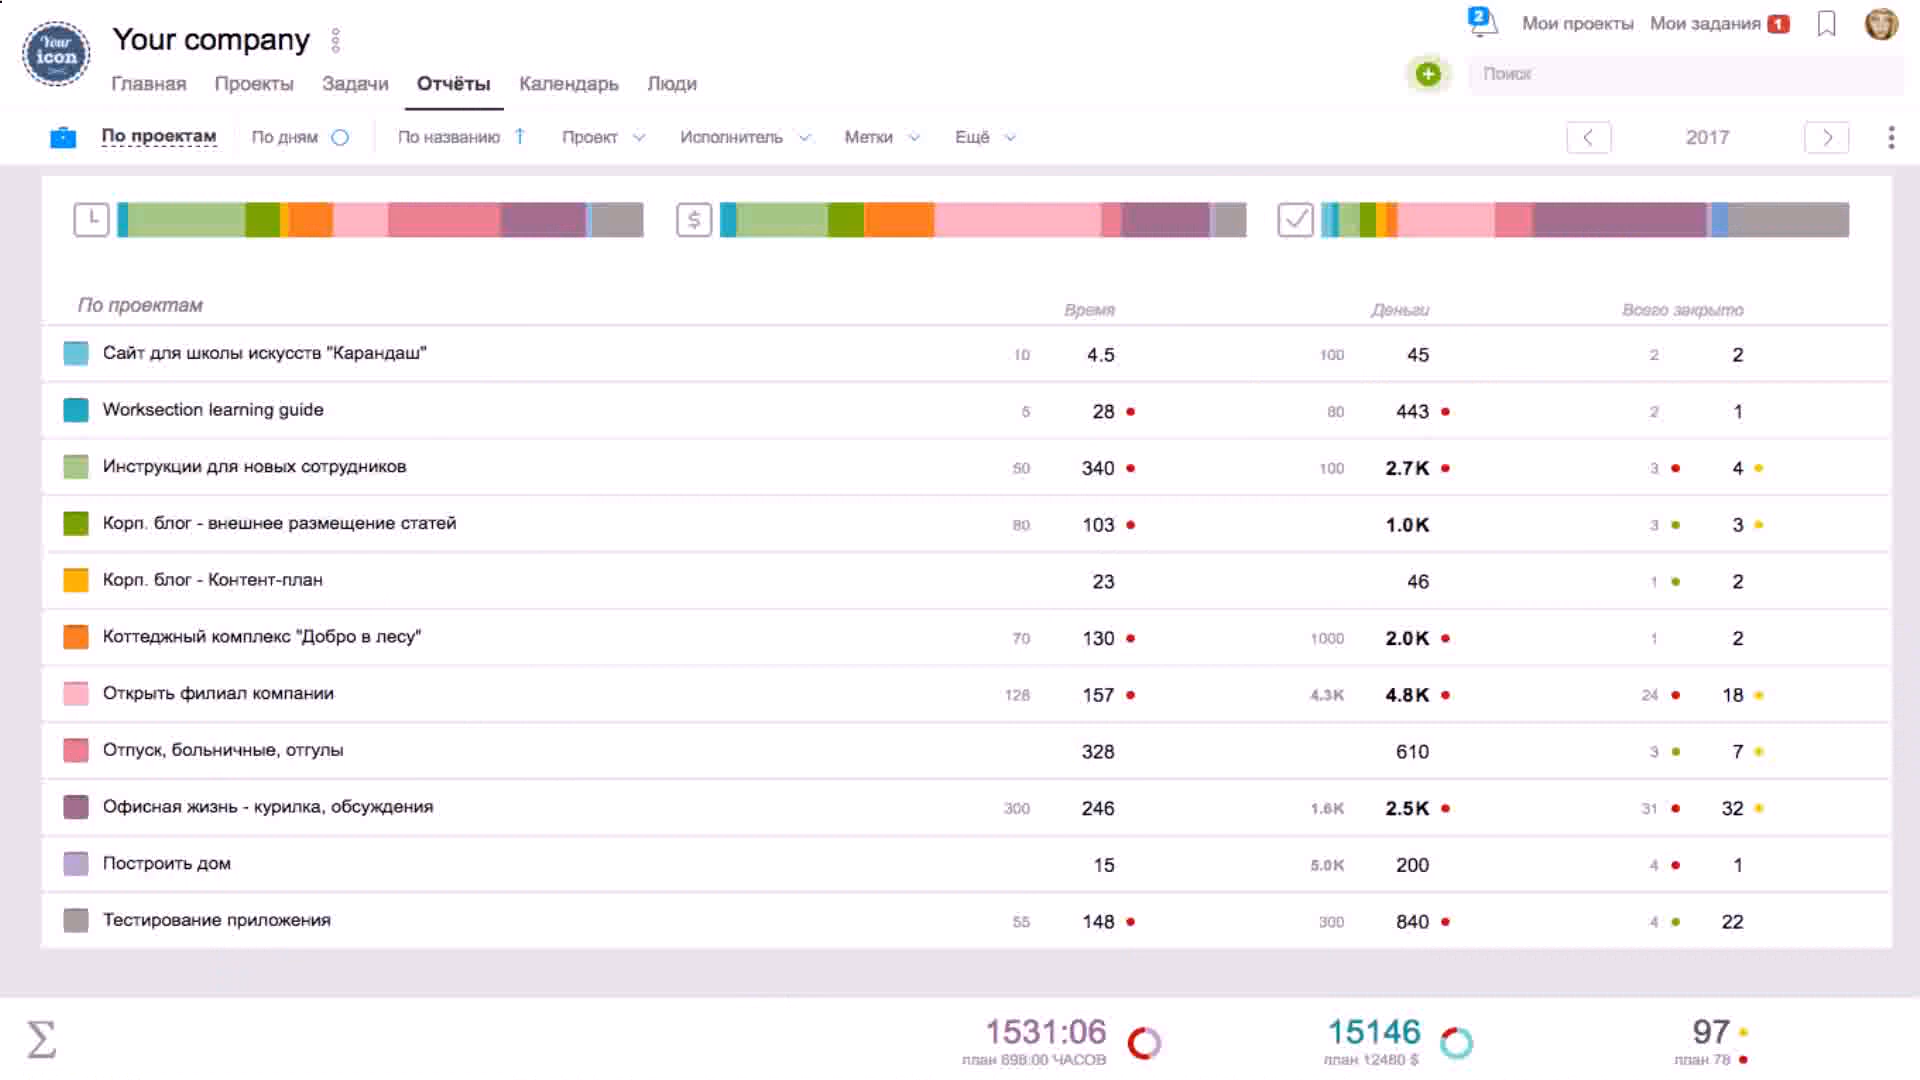 Your icon
Your company
2
Мои проекты
Мои задания
1
Главная
Проекты
Задачи
Отчёты
Календарь
Люди
Поиск
По проектам
По дням
По названию
Проект
Исполнитель
Метки
Ещё
2017
$
По проектам Время Деньги Всего закрыто
Сайт для школы искусств "Карандаш" 10 4.5 100 45 2 2
Worksection learning guide 5 28 80 443 2 1
Инструкции для новых сотрудников 50 340 100 2.7K 3 4
Корп. блог - внешнее размещение статей 80 103 1.0K 3 3
Корп. блог - Контент-план 23 46 1 2
Коттеджный комплекс "Добро в лесу" 70 130 1000 2.0K 1 2
Открыть филиал компании 128 157 4.3K 4.8K 24 18
Отпуск, больничные, отгулы 328 610 3 7
Офисная жизнь - курилка, обсуждения 300 246 1.6K 2.5K 31 32
Построить дом 15 5.0K 200 4 1
Тестирование приложения 55 148 300 840 4 22
Σ 1531:06 15146 97
план 698:00 ЧАСОВ план 12480 $ план 78